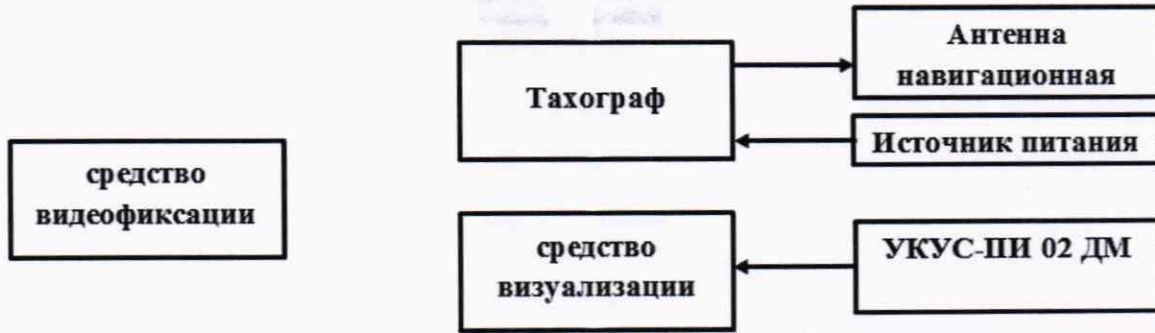 Антенна
навигационная
Тахограф
Источник питания
средство
видеофиксации
средство
визуализации
УКУС-ПИ 02 ДМ